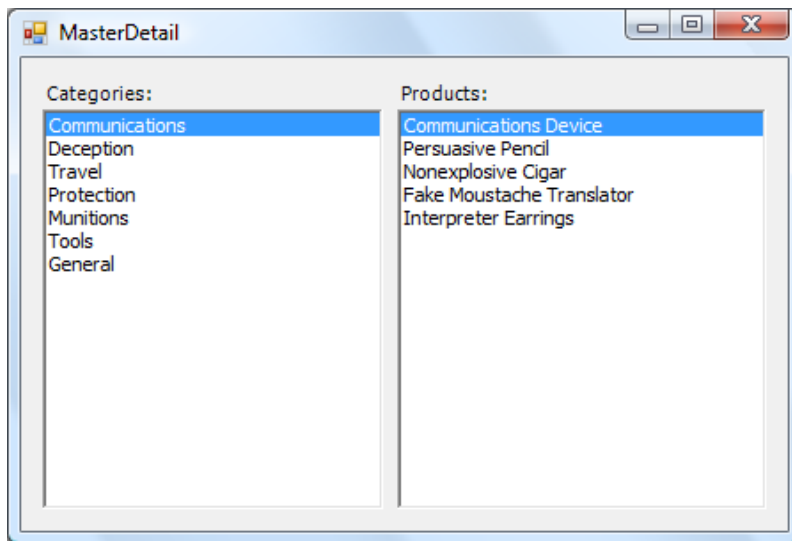 MasterDetail
Categories:
Communications
Deception
Travel
Protection
Munitions
Tools
General
Products:
Communications Device
Persuasive Pencil
Nonexplosive Cigar
Fake Moustache Translator
Interpreter Earrings